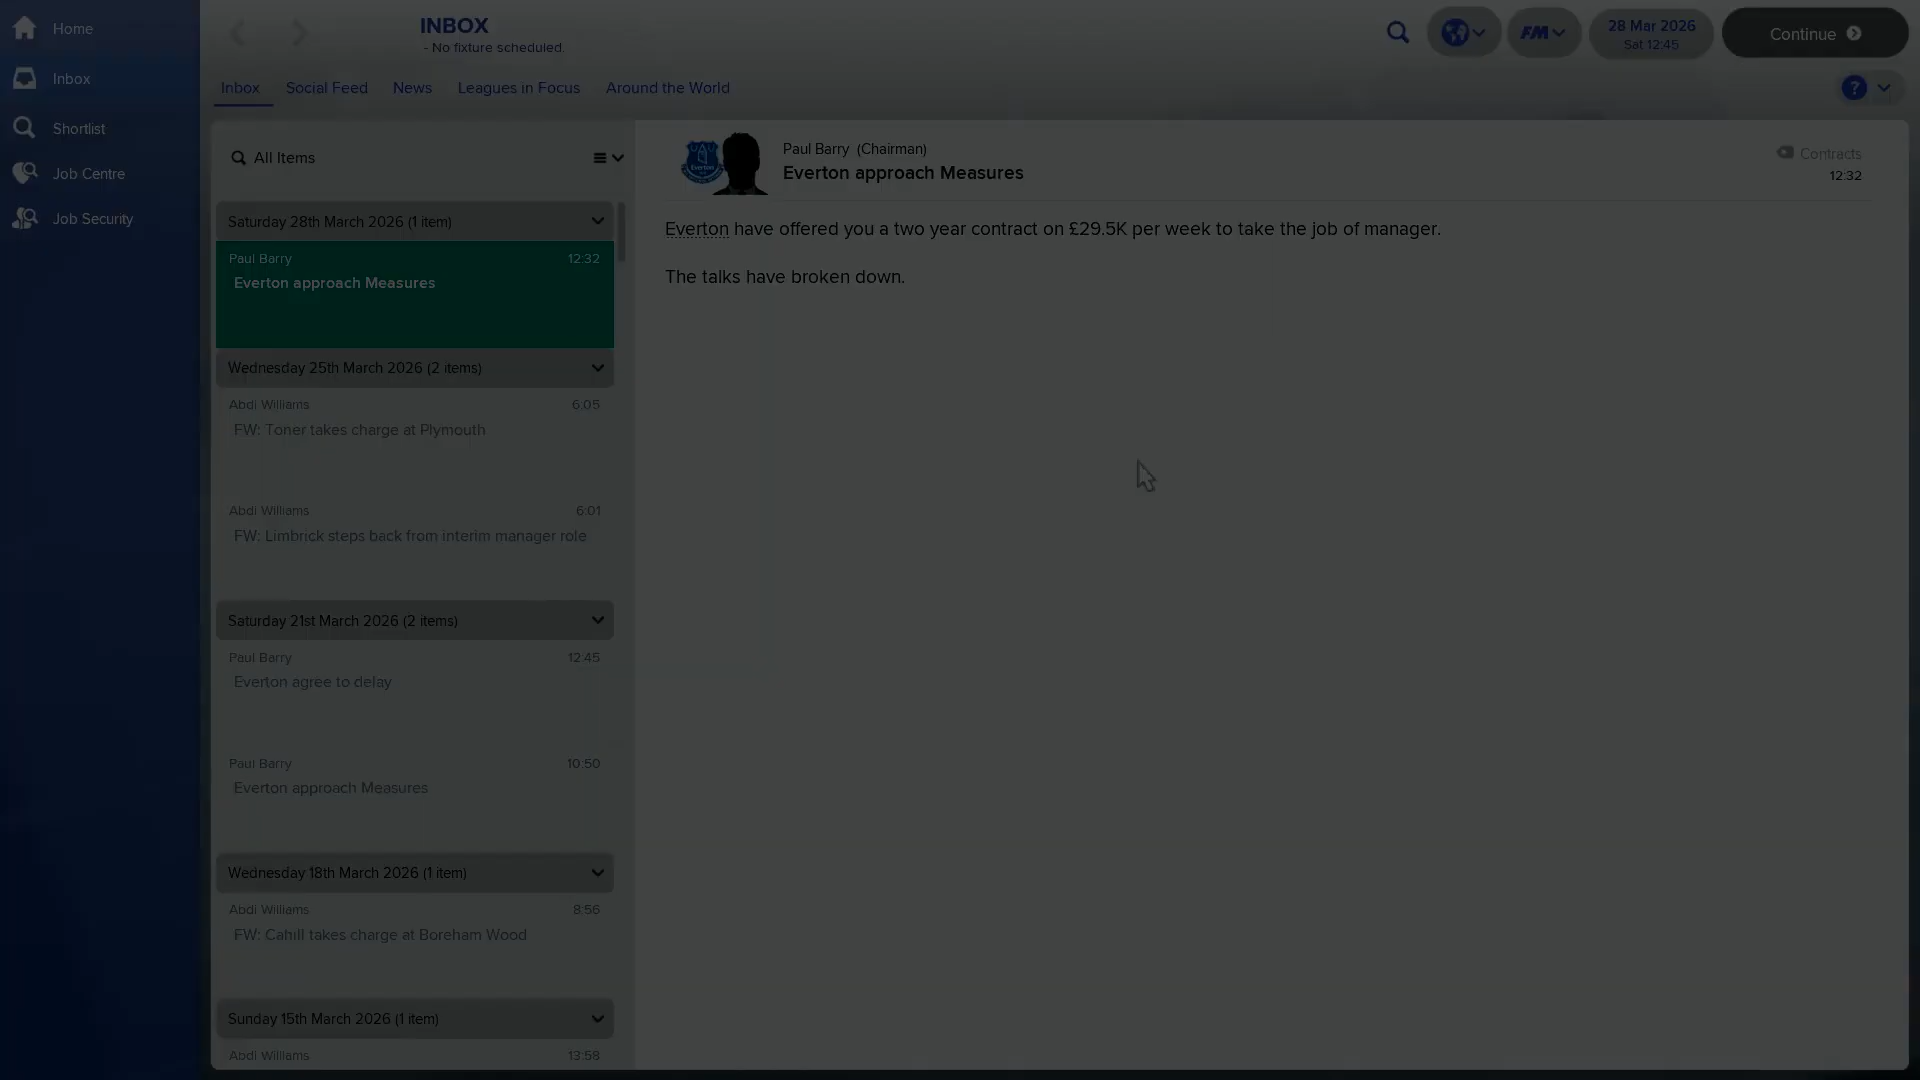 Home
Inbox
Shortlist
Job Centre
Job Security
INBOX
- No fixture scheduled.
FM
28 Mar 2026
Sat 12:45
Continue
Inbox
Social Feed
News
Leagues in Focus
Around the World
?
All Items
Saturday 28th March 2026 (1 item)
Paul Barry
12:32
Everton approach Measures
Wednesday 25th March 2026 (2 items)
Abdi Williams
6:05
FW: Toner takes charge at Plymouth
Abdi Williams
6:01
FW: Limbrick steps back from interim manager role
Saturday 21st March 2026 (2 items)
Paul Barry
12:45
Everton agree to delay
Paul Barry
10:50
Everton approach Measures
Wednesday 18th March 2026 (1 item)
Abdi Williams
8:56
FW: Cahill takes charge at Boreham Wood
Sunday 15th March 2026 (1 item)
Abdi Williams
13:58
Everton
Paul Barry (Chairman)
Everton approach Measures
Contracts
12:32
Everton have offered you a two year contract on £29.5K per week to take the job of manager.
The talks have broken down.